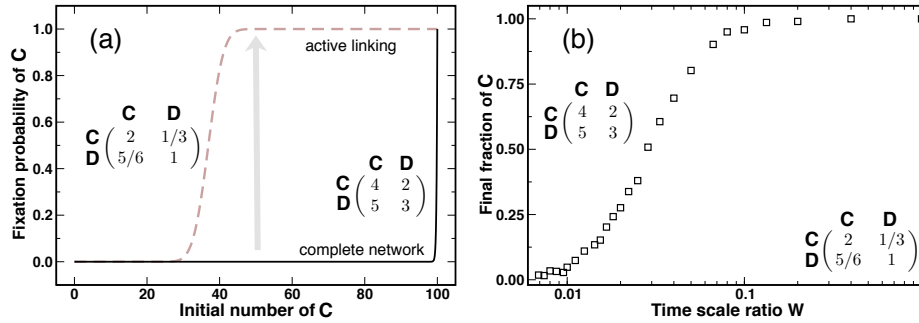 (a)
Fixation probability of C
1.0
0.8
0.6
0.4
0.2
0.0
active linking
C D
C 2 1/3
D 5/6 1
C D
C 4 2
D 5 3
complete network
0 20 40 60 80 100
Initial number of C
(b)
Final fraction of C
1.00
0.75
0.50
0.25
0.00
C D
C 4 2
D 5 3
C D
C 2 1/3
D 5/6 1
0.01 0.1
Time scale ratio W